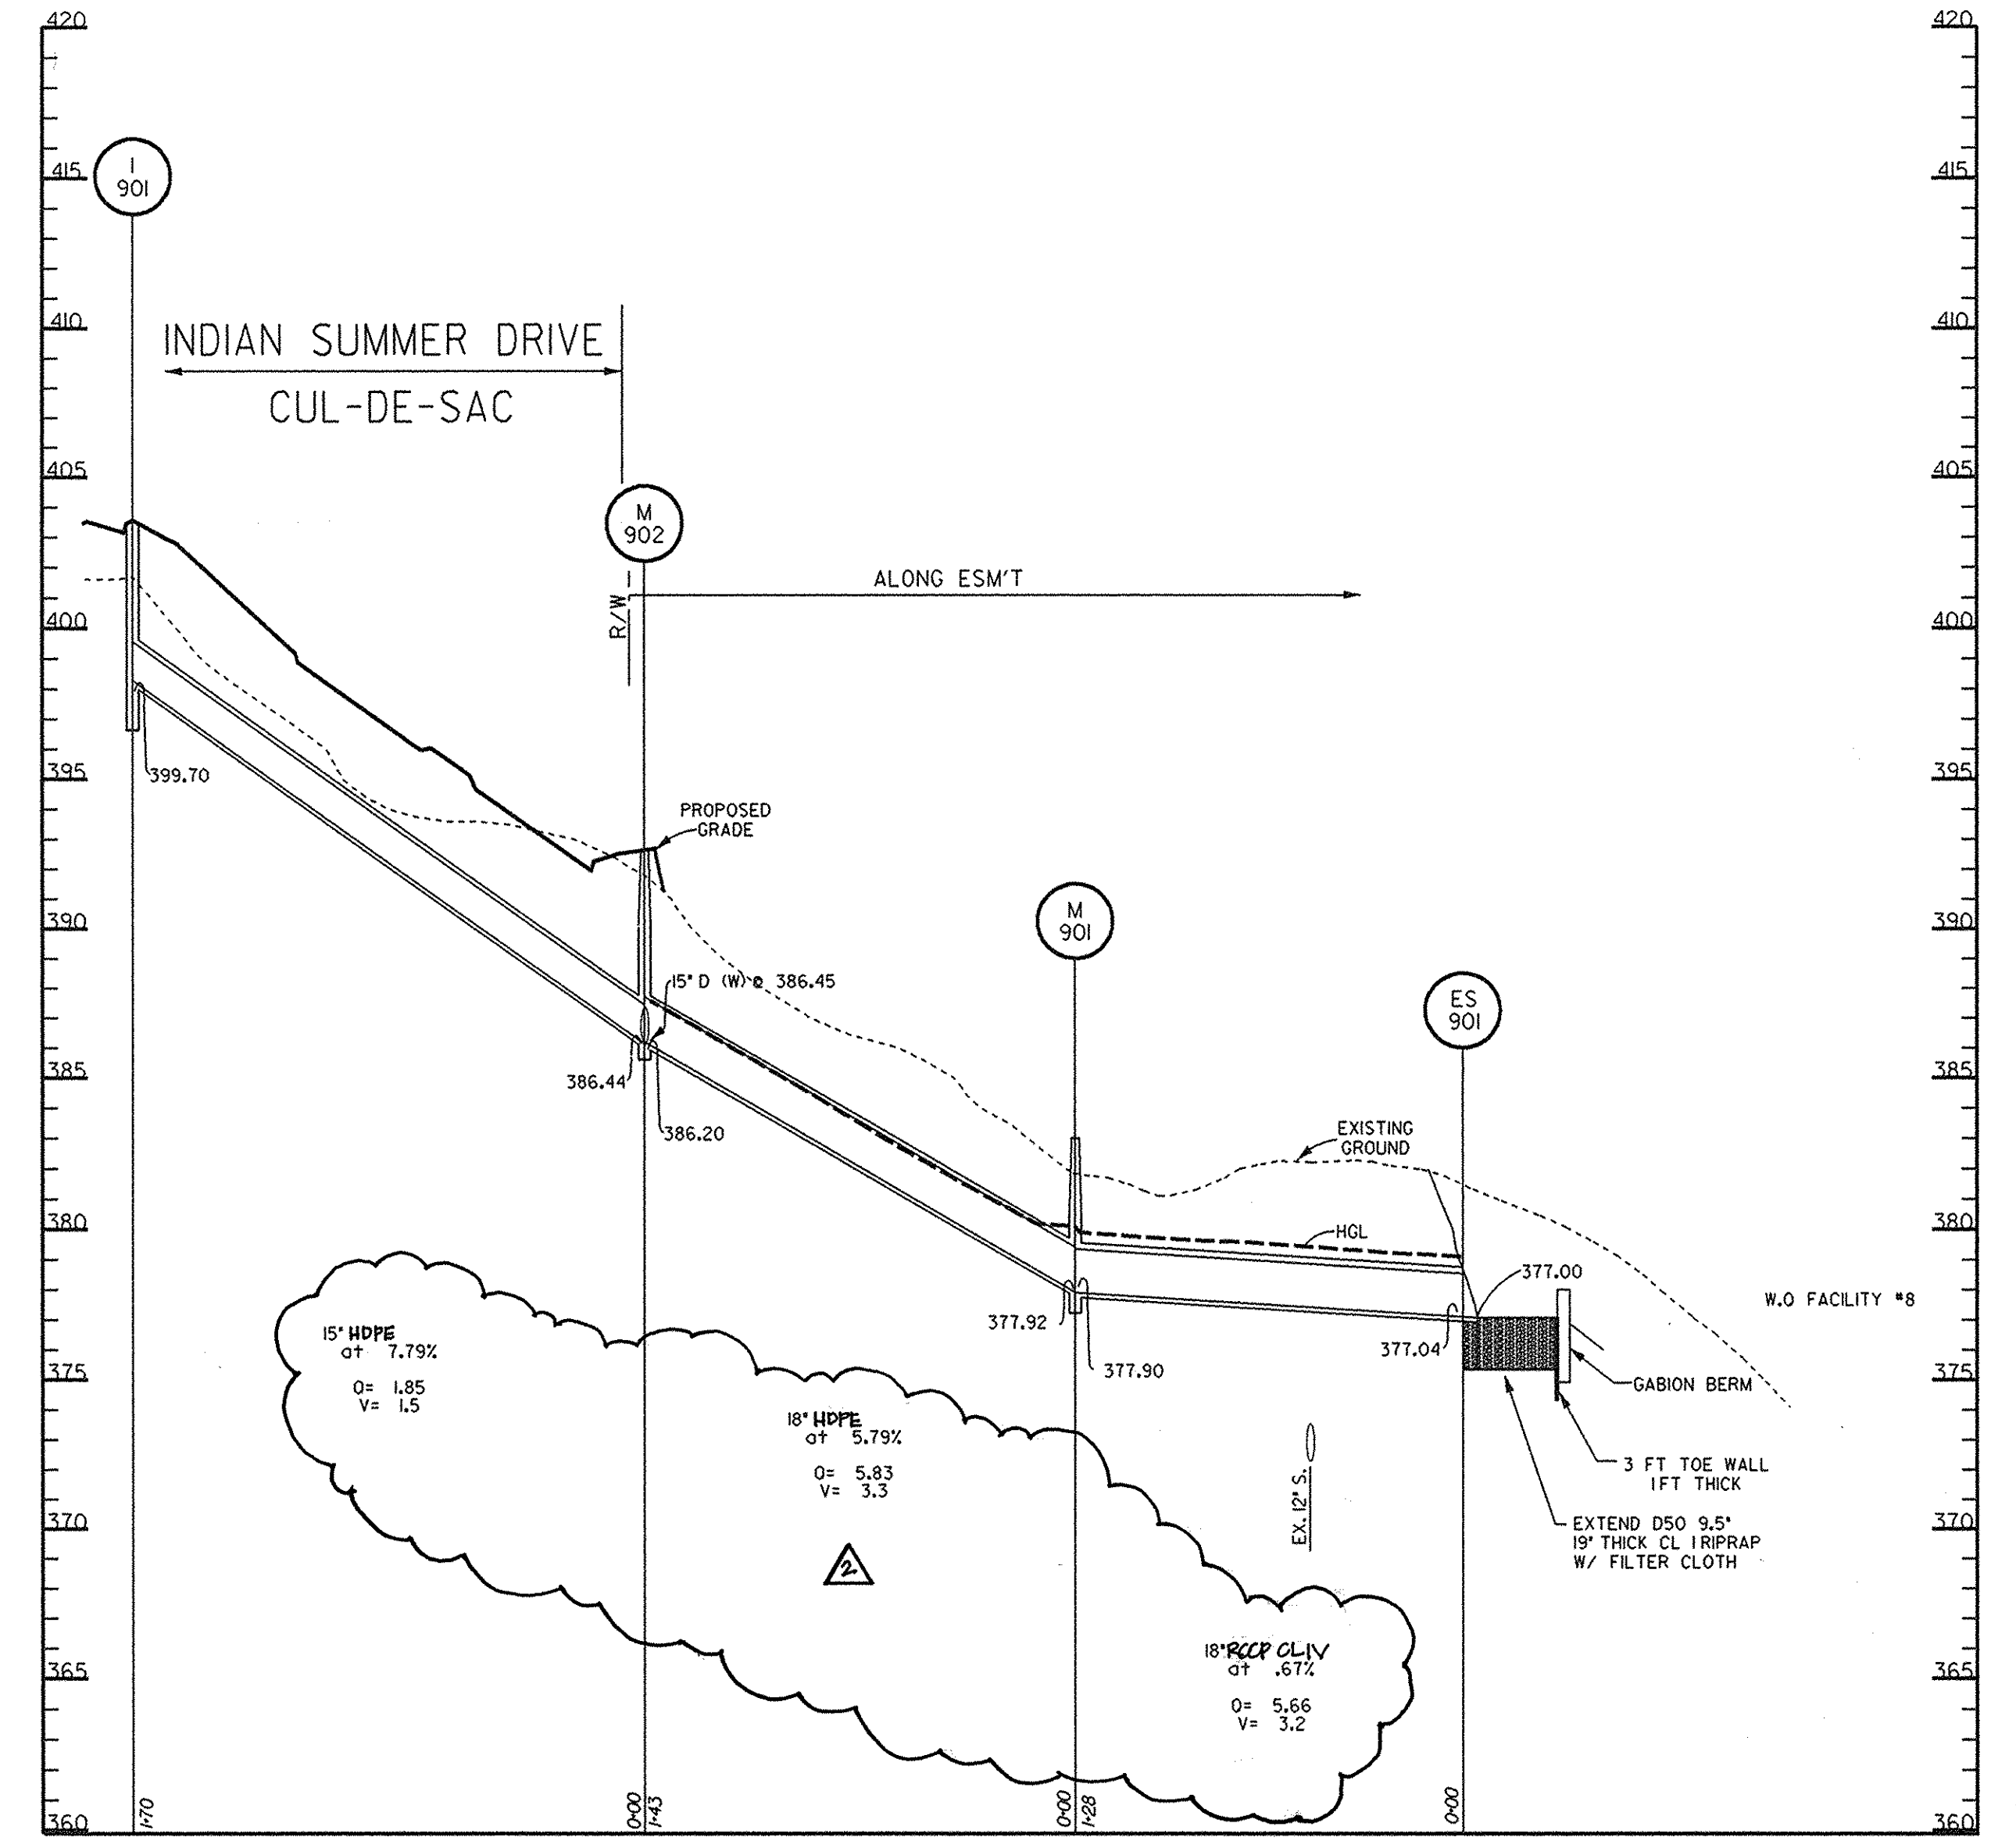 420
420
I
901
415
415
410
410
INDIAN SUMMER DRIVE
CUL-DE-SAC
405
405
M
902
ALONG ESM'T
R/W
400
400
395
395
399.70
PROPOSED
GRADE
390
390
M
901
15" D (W) @ 386.45
ES
901
385
385
386.44
386.20
EXISTING
GROUND
380
380
HGL
377.00
W.Q FACILITY #8
377.92
377.90
377.04
375
375
GABION BERM
15" HDPE
at 7.79%
Q= 1.85
V= 1.5
18" HDPE
at 5.79%
Q= 5.83
V= 3.3
2
EX. 12" S.
3 FT TOE WALL
1FT THICK
370
370
EXTEND D50 9.5"
19" THICK CL I RIPRAP
W/ FILTER CLOTH
18" RCCP CL IV
at .67%
Q= 5.66
V= 3.2
365
365
360
360
1+70
0+00
1+43
0+00
1+28
0+00